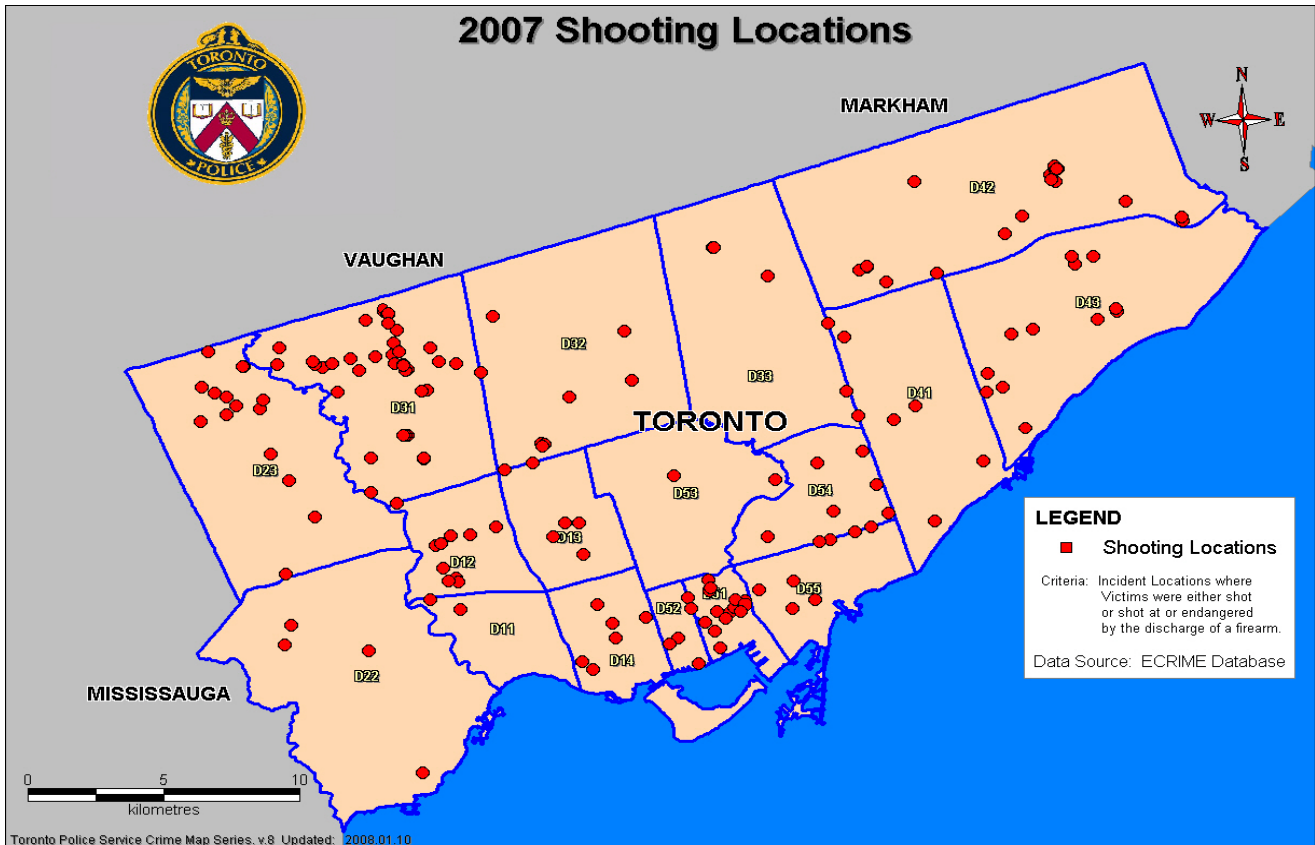 2007 Shooting Locations
TORONTO
POLICE
MARKHAM
N
W E
S
VAUGHAN
D42
D43
D32
D33
D31
D41
TORONTO
D23
D53
D54
D13
D12
D51
D55
D52
D11
D14
D22
MISSISSAUGA
LEGEND
Shooting Locations
Criteria: Incident Locations where
Victims were either shot
or shot at or endangered
by the discharge of a firearm.
Data Source: ECRIME Database
0 5 10
kilometres
Toronto Police Service Crime Map Series, v.8 Updated: 2008.01.10